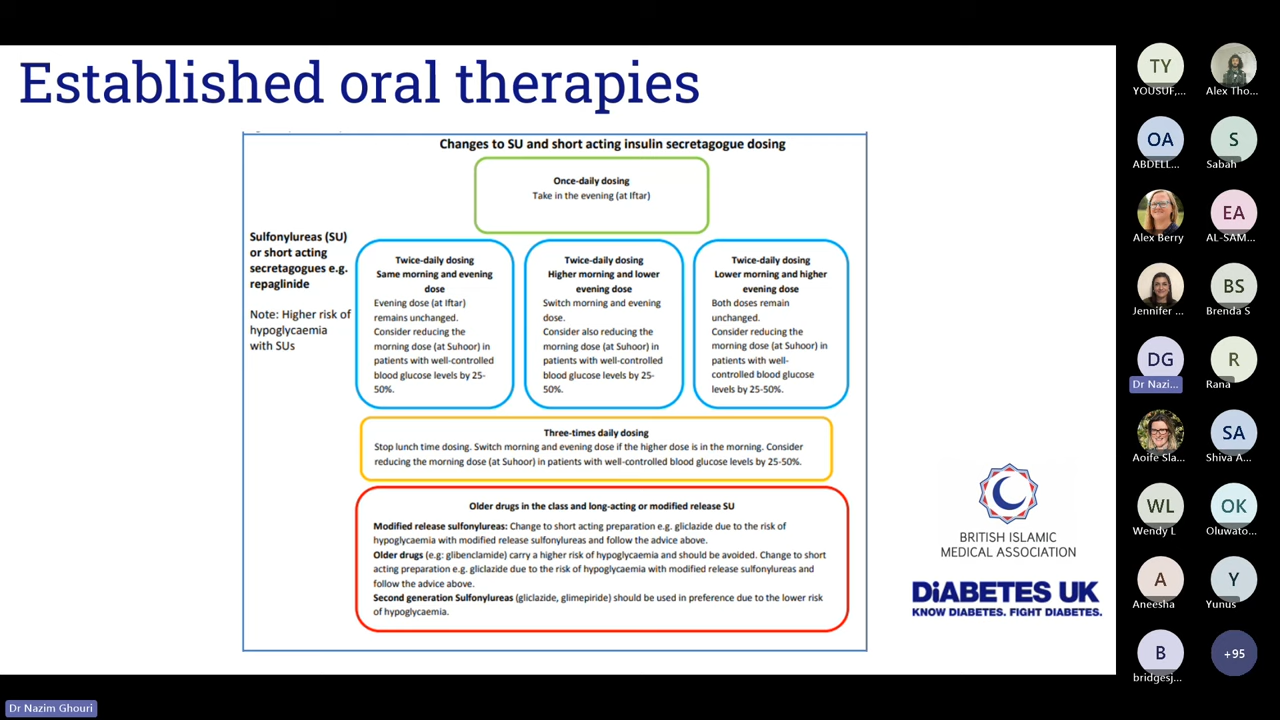 Established oral therapies
Changes to SU and short acting insulin secretagogue dosing
Once-daily dosing
Take in the evening (at Iftar)
Sulfonylureas (SU)
or short acting
secretagogues e.g.
repaglinide
Note: Higher risk of
hypoglycaemia
with SUs
Twice-daily dosing
Same morning and evening
dose
Evening dose (at Iftar)
remains unchanged.
Consider reducing the
morning dose (at Suhoor) in
patients with well-controlled
blood glucose levels by 25-
50%.
Twice-daily dosing
Higher morning and lower
evening dose
Switch morning and evening
dose.
Consider also reducing the
morning dose (at Suhoor) in
patients with well-controlled
blood glucose levels by 25-
50%.
Twice-daily dosing
Lower morning and higher
evening dose
Both doses remain
unchanged.
Consider reducing the
morning dose (at Suhoor) in
patients with well-
controlled blood glucose
levels by 25-50%.
Three-times daily dosing
Stop lunch time dosing. Switch morning and evening dose if the higher dose is in the morning. Consider
reducing the morning dose (at Suhoor) in patients with well-controlled blood glucose levels by 25-50%.
Older drugs in the class and long-acting or modified release SU
Modified release sulfonylureas: Change to short acting preparation e.g. gliclazide due to the risk of
hypoglycaemia with modified release sulfonylureas and follow the advice above.
Older drugs (e.g: glibenclamide) carry a higher risk of hypoglycaemia and should be avoided. Change to short
acting preparation e.g. gliclazide due to the risk of hypoglycaemia with modified release sulfonylureas and
follow the advice above.
Second generation Sulfonylureas (gliclazide, glimepiride) should be used in preference due to the lower risk
of hypoglycaemia.
BRITISH ISLAMIC
MEDICAL ASSOCIATION
DiABETES UK
KNOW DIABETES. FIGHT DIABETES.
TY
YOUSUF,...
Alex Tho...
OA
ABDELL...
S
Sabah
Alex Berry
EA
AL-SAM...
Jennifer ...
BS
Brenda S
DG
Dr Nazi...
R
Rana
Aoife Sla...
SA
Shiva A...
WL
Wendy L
OK
Oluwato...
A
Aneesha
Y
Yunus
B
bridgesj...
+95
Dr Nazim Ghouri